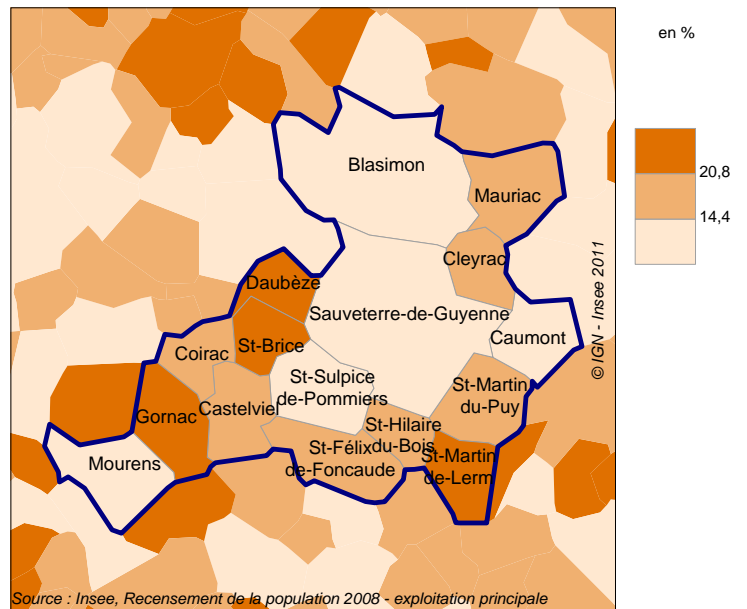 en %
20,8
14,4
Blasimon
Mauriac
Cleyrac
Daubèze
Sauveterre-de-Guyenne
Caumont
St-Brice
Coirac
St-Sulpice
de-Pommiers
St-Martin
du-Puy
Castelviel
Gornac
St-Hilaire
du-Bois
St-Félix
de-Foncaude
St-Martin
de-Lerm
Mourens
© IGN - Insee 2011
Source : Insee, Recensement de la population 2008 - exploitation principale